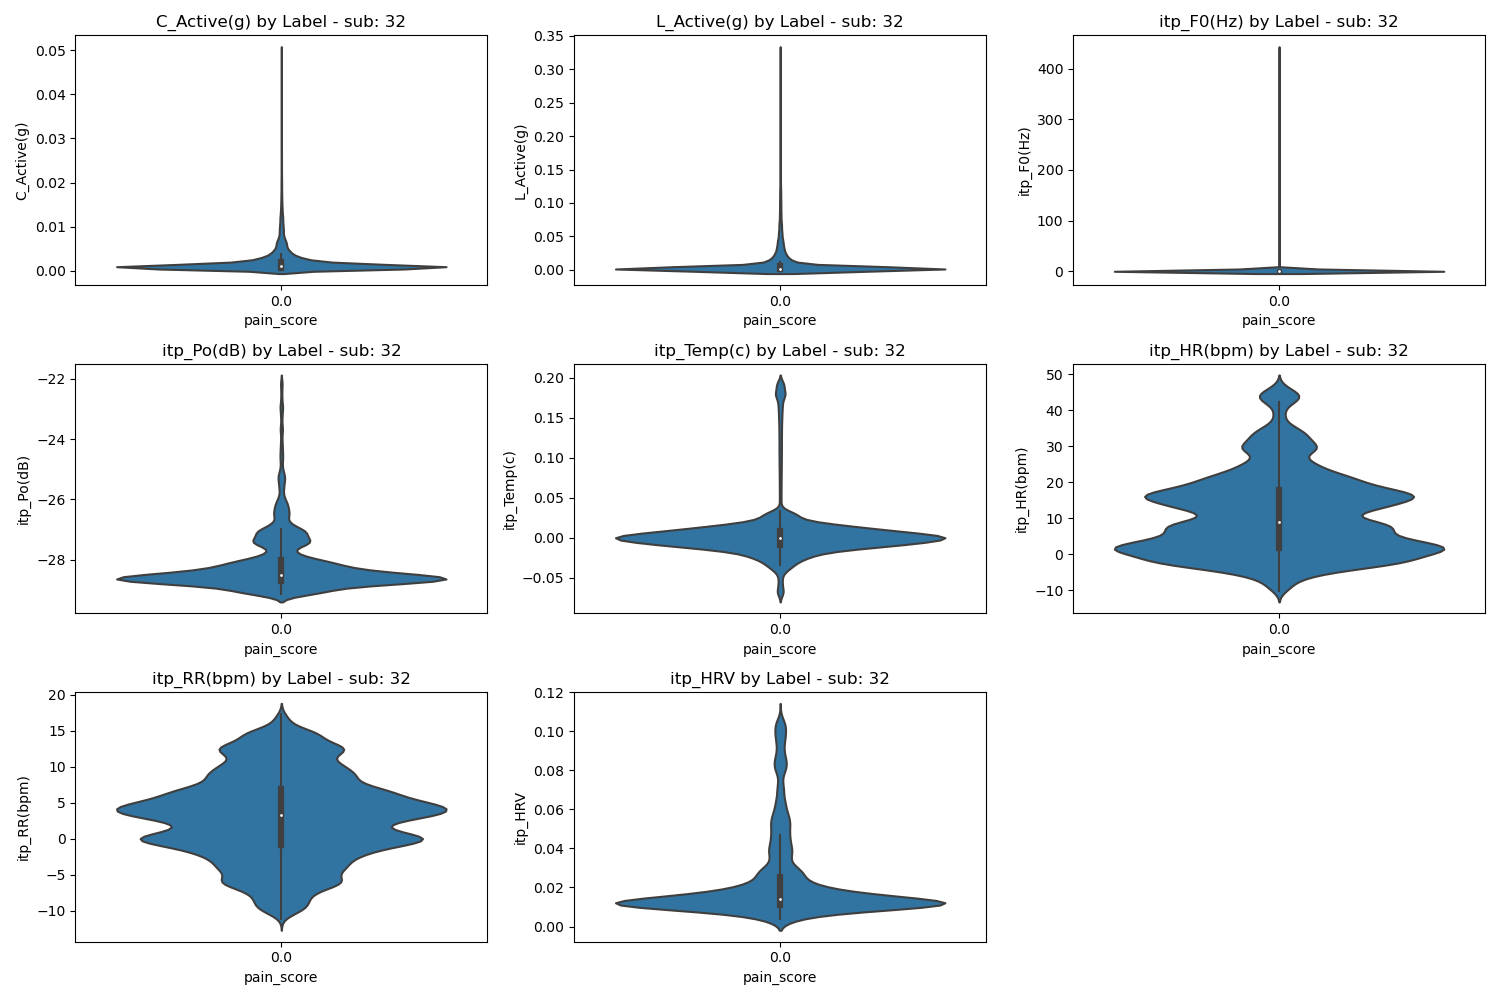 C_Active(g) by Label - sub: 32
L_Active(g) by Label - sub: 32
itp_F0(Hz) by Label - sub: 32
C_Active(g)
0.05
0.04
0.03
0.02
0.01
0.00
0.0
pain_score
L_Active(g)
0.35
0.30
0.25
0.20
0.15
0.10
0.05
0.00
0.0
pain_score
itp_F0(Hz)
400
300
200
100
0
0.0
pain_score
itp_Po(dB) by Label - sub: 32
itp_Temp(c) by Label - sub: 32
itp_HR(bpm) by Label - sub: 32
itp_Po(dB)
−22
−24
−26
−28
0.0
pain_score
itp_Temp(c)
0.20
0.15
0.10
0.05
0.00
−0.05
0.0
pain_score
itp_HR(bpm)
50
40
30
20
10
0
−10
0.0
pain_score
itp_RR(bpm) by Label - sub: 32
itp_HRV by Label - sub: 32
itp_RR(bpm)
20
15
10
5
0
−5
−10
0.0
pain_score
itp_HRV
0.12
0.10
0.08
0.06
0.04
0.02
0.00
0.0
pain_score